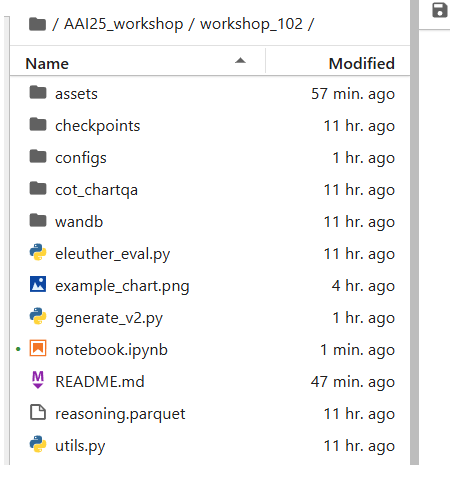 / AAI25_workshop / workshop_102 /
Name Modified
assets 57 min. ago
checkpoints 11 hr. ago
configs 1 hr. ago
cot_chartqa 11 hr. ago
wandb 11 hr. ago
eleuther_eval.py 11 hr. ago
example_chart.png 4 hr. ago
generate_v2.py 1 hr. ago
notebook.ipynb 1 min. ago
M README.md 47 min. ago
reasoning.parquet 11 hr. ago
utils.py 11 hr. ago